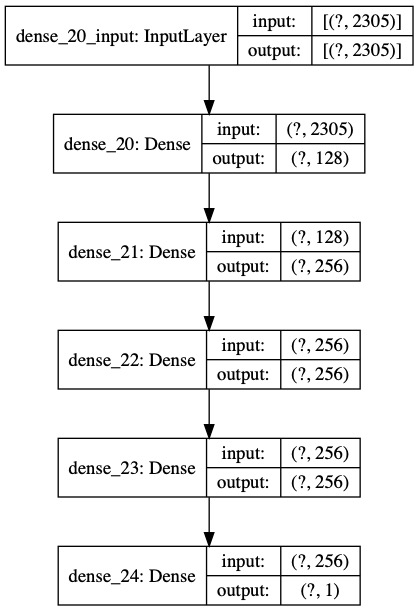 dense_20_input: InputLayer
input: [(?, 2305)]
output: [(?, 2305)]
dense_20: Dense
input: (?, 2305)
output: (?, 128)
dense_21: Dense
input: (?, 128)
output: (?, 256)
dense_22: Dense
input: (?, 256)
output: (?, 256)
dense_23: Dense
input: (?, 256)
output: (?, 256)
dense_24: Dense
input: (?, 256)
output: (?, 1)